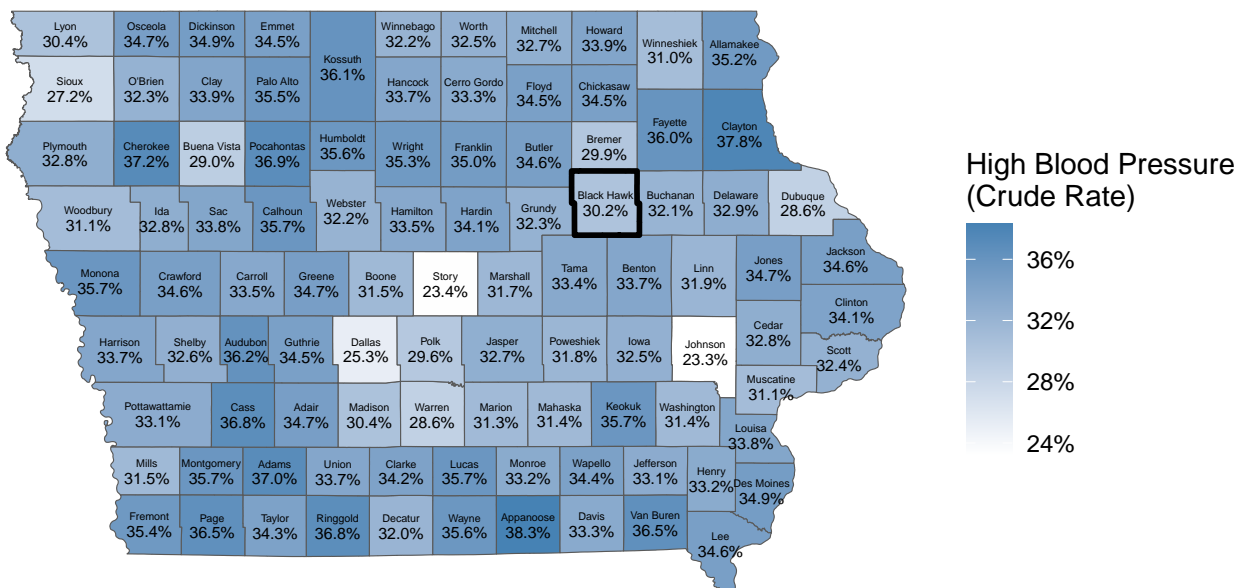 Lyon
30.4%
Osceola
34.7%
Dickinson
34.9%
Emmet
34.5%
Kossuth
36.1%
Winnebago
32.2%
Worth
32.5%
Mitchell
32.7%
Howard
33.9%
Winneshiek
31.0%
Allamakee
35.2%
Sioux
27.2%
O'Brien
32.3%
Clay
33.9%
Palo Alto
35.5%
Hancock
33.7%
Cerro Gordo
33.3%
Floyd
34.5%
Chickasaw
34.5%
Fayette
36.0%
Clayton
37.8%
Plymouth
32.8%
Cherokee
37.2%
Buena Vista
29.0%
Pocahontas
36.9%
Humboldt
35.6%
Wright
35.3%
Franklin
35.0%
Butler
34.6%
Bremer
29.9%
Woodbury
31.1%
Ida
32.8%
Sac
33.8%
Calhoun
35.7%
Webster
32.2%
Hamilton
33.5%
Hardin
34.1%
Grundy
32.3%
Black Hawk
30.2%
Buchanan
32.1%
Delaware
32.9%
Dubuque
28.6%
Monona
35.7%
Crawford
34.6%
Carroll
33.5%
Greene
34.7%
Boone
31.5%
Story
23.4%
Marshall
31.7%
Tama
33.4%
Benton
33.7%
Linn
31.9%
Jones
34.7%
Jackson
34.6%
Clinton
34.1%
Harrison
33.7%
Shelby
32.6%
Audubon
36.2%
Guthrie
34.5%
Dallas
25.3%
Polk
29.6%
Jasper
32.7%
Poweshiek
31.8%
Iowa
32.5%
Johnson
23.3%
Cedar
32.8%
Scott
32.4%
Muscatine
31.1%
Pottawattamie
33.1%
Cass
36.8%
Adair
34.7%
Madison
30.4%
Warren
28.6%
Marion
31.3%
Mahaska
31.4%
Keokuk
35.7%
Washington
31.4%
Louisa
33.8%
Mills
31.5%
Montgomery
35.7%
Adams
37.0%
Union
33.7%
Clarke
34.2%
Lucas
35.7%
Monroe
33.2%
Wapello
34.4%
Jefferson
33.1%
Henry
33.2%
Des Moines
34.9%
Fremont
35.4%
Page
36.5%
Taylor
34.3%
Ringgold
36.8%
Decatur
32.0%
Wayne
35.6%
Appanoose
38.3%
Davis
33.3%
Van Buren
36.5%
Lee
34.6%
High Blood Pressure
(Crude Rate)
36%
32%
28%
24%